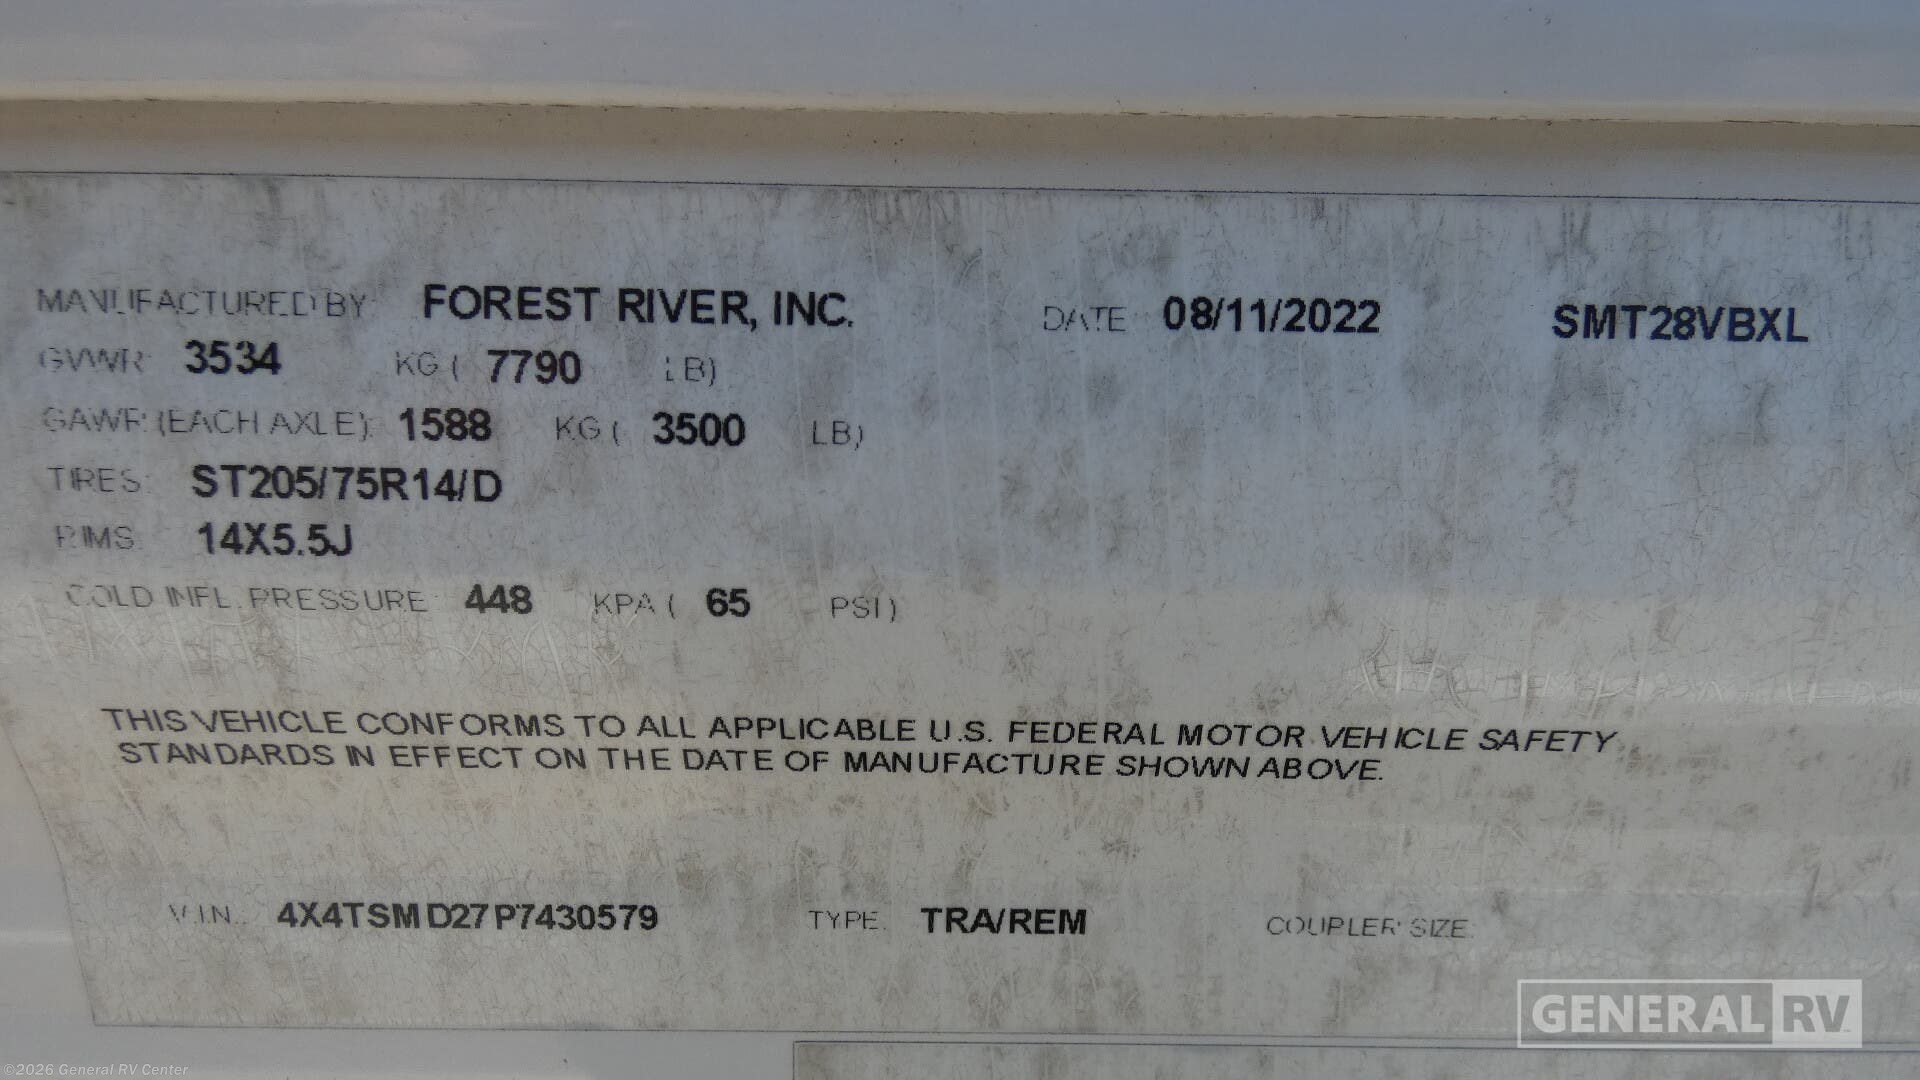 MANUFACTURED BY FOREST RIVER, INC. DATE 08/11/2022 SMT28VBXL
GVWR 3534 KG ( 7790 LB)
GAWR (EACH AXLE) 1588 KG ( 3500 LB)
TIRES: ST205/75R14/D
RIMS 14X5.5J
COLD INFL. PRESSURE 448 KPA ( 65 PSI )
THIS VEHICLE CONFORMS TO ALL APPLICABLE U.S. FEDERAL MOTOR VEHICLE SAFETY
STANDARDS IN EFFECT ON THE DATE OF MANUFACTURE SHOWN ABOVE.
V.I.N.. 4X4TSMD27P7430579 TYPE. TRA/REM COUPLER SIZE:
GENERAL RV
©2026 General RV Center